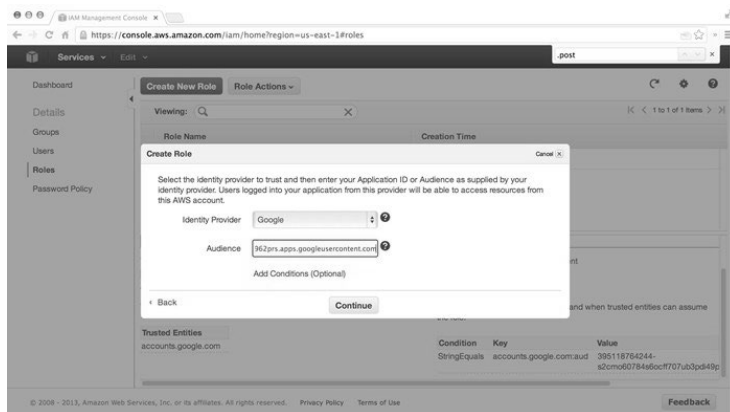 IAM Management Console
https://console.aws.amazon.com/iam/home?region=us-east-1#roles
Services Edit
.post
Dashboard
Create New Role Role Actions
Details
Viewing:
1 to 1 of 1 Items
Groups
Role Name Creation Time
Users
Create Role Cancel
Roles
Select the identity provider to trust and then enter your Application ID or Audience as supplied by your
Password Policy
identity provider. Users logged into your application from this provider will be able to access resources from
this AWS account.
Identity Provider Google
Audience 962prs.apps.googleusercontent.com
Add Conditions (Optional)
Back Continue
and when trusted entities can assume
Trusted Entities
accounts.google.com
Condition Key Value
StringEquals accounts.google.com:aud 395118764244-
© 2008 - 2013, Amazon Web Services, Inc. or its affiliates. All rights reserved. Privacy Policy Terms of Use
Feedback